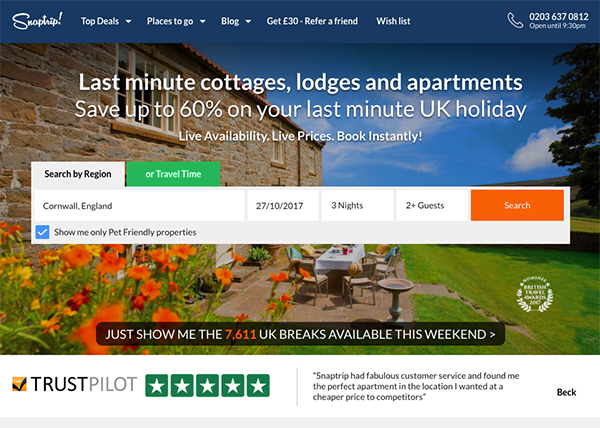 Snaptrip! Top Deals Places to go Blog Get £30 - Refer a friend Wish list
0203 637 0812
Open until 9:30pm
Last minute cottages, lodges and apartments
Save up to 60% on your last minute UK holiday
Live Availability. Live Prices. Book Instantly!
Search by Region or Travel Time
Cornwall, England 27/10/2017 3 Nights 2+ Guests Search
Show me only Pet Friendly properties
NOMINEE
BRITISH
TRAVEL
AWARDS
2017
JUST SHOW ME THE 7,611 UK BREAKS AVAILABLE THIS WEEKEND >
TRUSTPILOT
“Snaptrip had fabulous customer service and found me
the perfect apartment in the location I wanted at a
cheaper price to competitors”
Beck